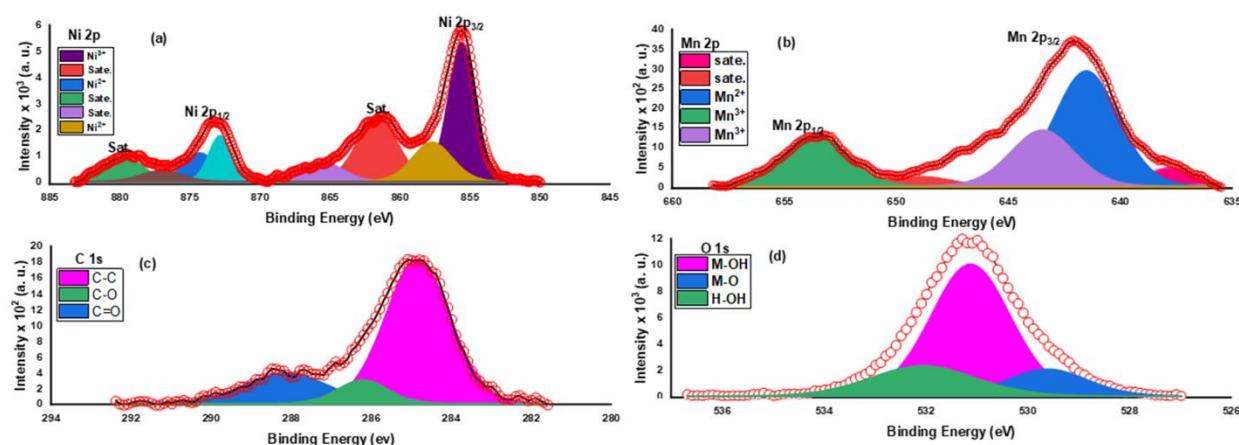 Ni 2p
(a)
Ni 2p3/2
Ni³⁺
Sate.
Ni²⁺
Sate.
Sate.
Ni²⁺
Ni 2p1/2
Sat.
Sat.
Intensity x 10³ (a. u.)
6
5
4
3
2
1
0
885 880 875 870 865 860 855 850 845
Binding Energy (eV)
Mn 2p
(b)
Mn 2p3/2
sate.
sate.
Mn²⁺
Mn³⁺
Mn³⁺
Mn 2p1/2
Intensity x 10² (a. u.)
40
35
30
25
20
15
10
5
0
660 655 650 645 640 635
Binding Energy (eV)
C 1s
(c)
C-C
C-O
C=O
Intensity x 10² (a. u.)
20
18
16
14
12
10
8
6
4
2
0
294 292 290 288 286 284 282 280
Binding Energy (ev)
O 1s
(d)
M-OH
M-O
H-OH
Intensity x 10³ (a. u.)
12
10
8
6
4
2
0
536 534 532 530 528 526
Binding Energy (eV)